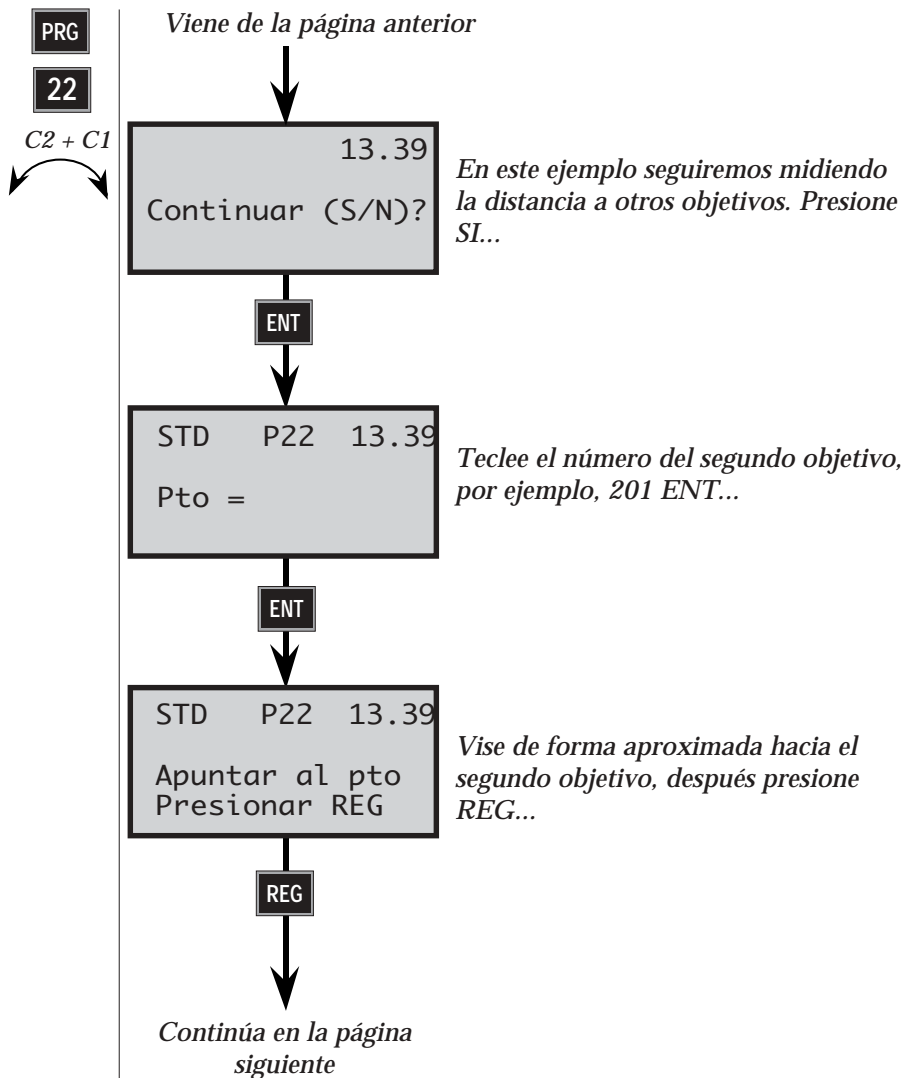 PRG
22
C2 + C1
Viene de la página anterior
13.39
Continuar (S/N)?
En este ejemplo seguiremos midiendo
la distancia a otros objetivos. Presione
SI...
ENT
STD P22 13.39
Pto =
Teclee el número del segundo objetivo,
por ejemplo, 201 ENT...
ENT
STD P22 13.39
Apuntar al pto
Presionar REG
Vise de forma aproximada hacia el
segundo objetivo, después presione
REG...
REG
Continúa en la página
siguiente